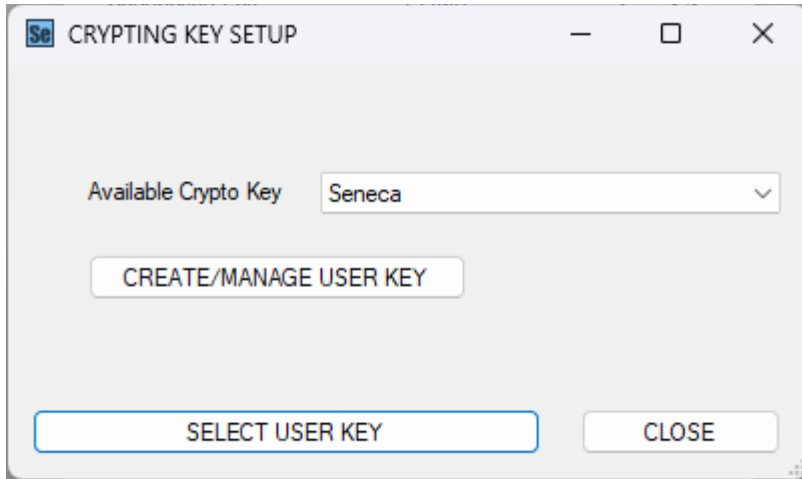 Se CRYPTING KEY SETUP
Available Crypto Key Seneca
CREATE/MANAGE USER KEY
SELECT USER KEY CLOSE